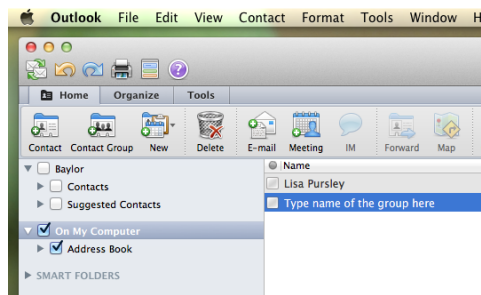 Outlook File Edit View Contact Format Tools Window H
Home Organize Tools
Contact Contact Group New Delete E-mail Meeting IM Forward Map
Baylor
Contacts
Suggested Contacts
On My Computer
Address Book
SMART FOLDERS
Name
Lisa Pursley
Type name of the group here